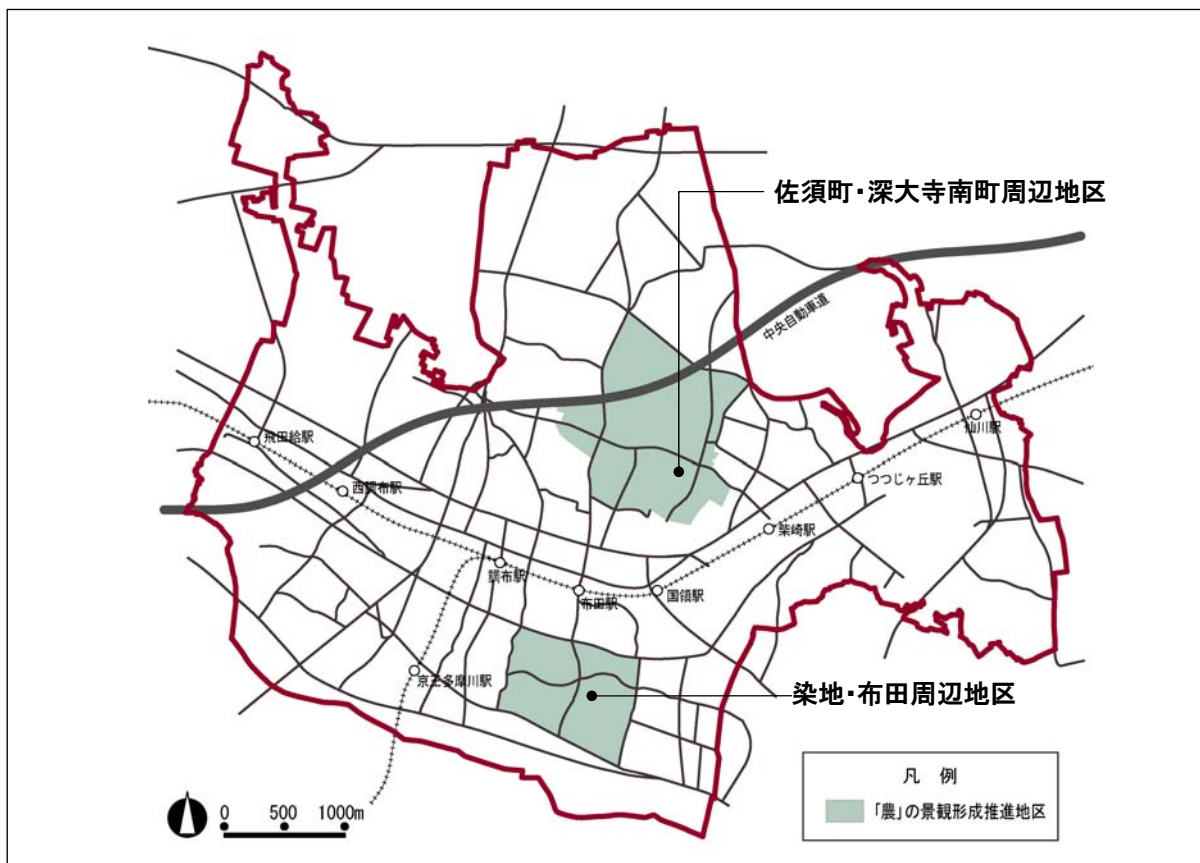 佐須町・深大寺南町周辺地区
中央自動車道
仙川駅
飛田給駅
つつじヶ丘駅
西調布駅
柴崎駅
調布駅
布田駅
国領駅
京王多摩川駅
染地・布田周辺地区
凡 例
「農」の景観形成推進地区
0 500 1000m